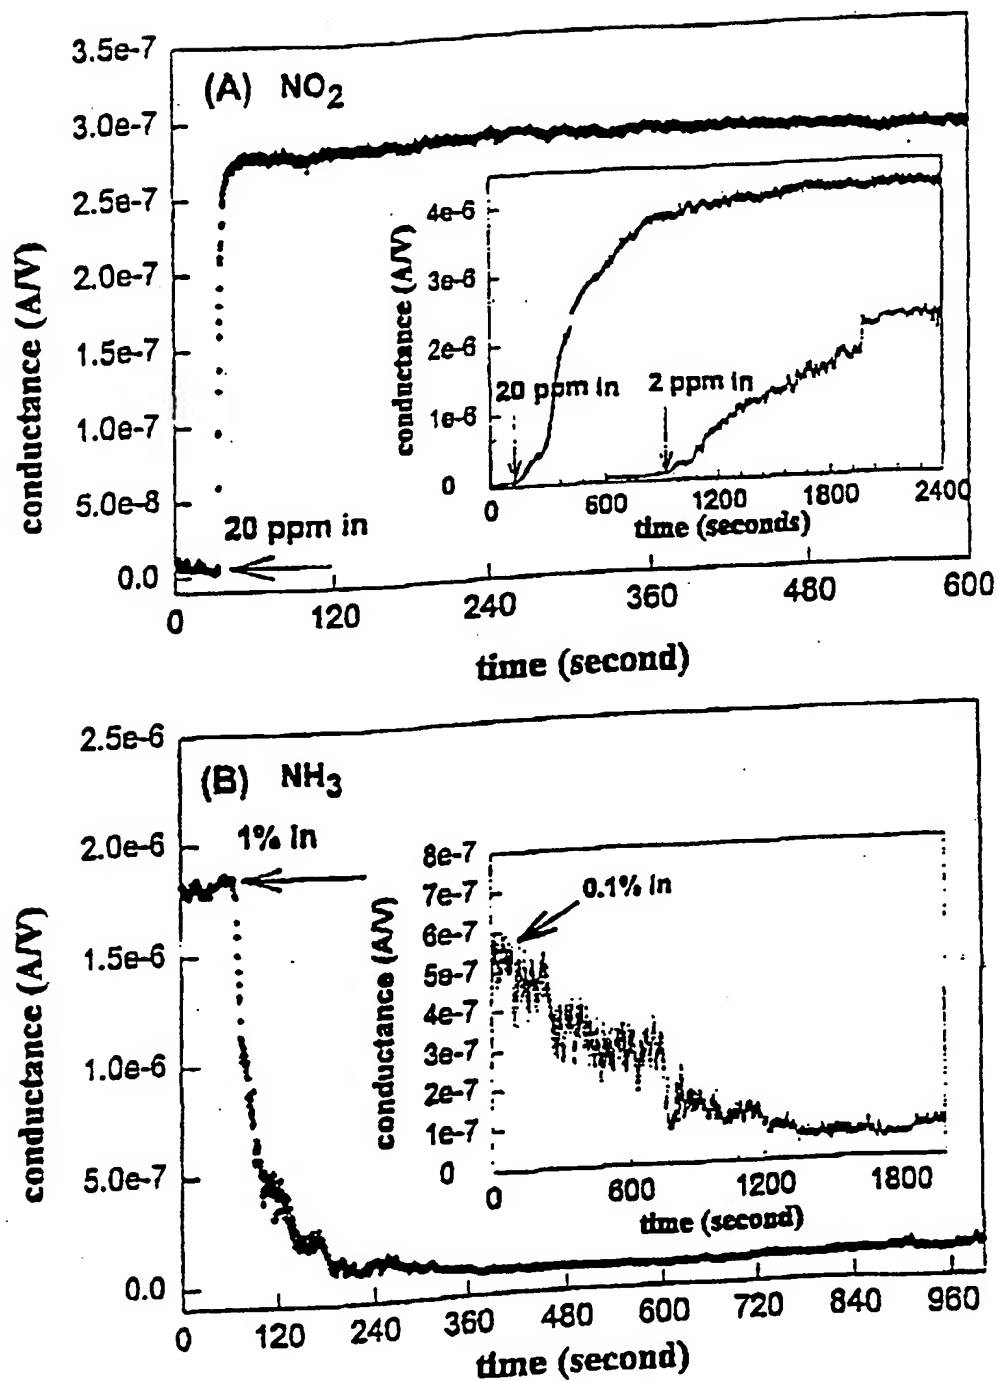 3.5e-7
(A) NO2
3.0e-7
2.5e-7
2.0e-7
1.5e-7
1.0e-7
5.0e-8
0.0
conductance (A/V)
20 ppm in
0 120 240 360 480 600
time (second)
4e-6
3e-6
2e-6
1e-6
0
conductance (A/V)
20 ppm in
2 ppm in
0 600 1200 1800 2400
time (seconds)
2.5e-6
(B) NH3
2.0e-6
1.5e-6
1.0e-6
5.0e-7
0.0
conductance (A/V)
1% in
0 120 240 360 480 600 720 840 960
time (second)
8e-7
7e-7
6e-7
5e-7
4e-7
3e-7
2e-7
1e-7
0
conductance (A/V)
0.1% in
0 600 1200 1800
time (second)